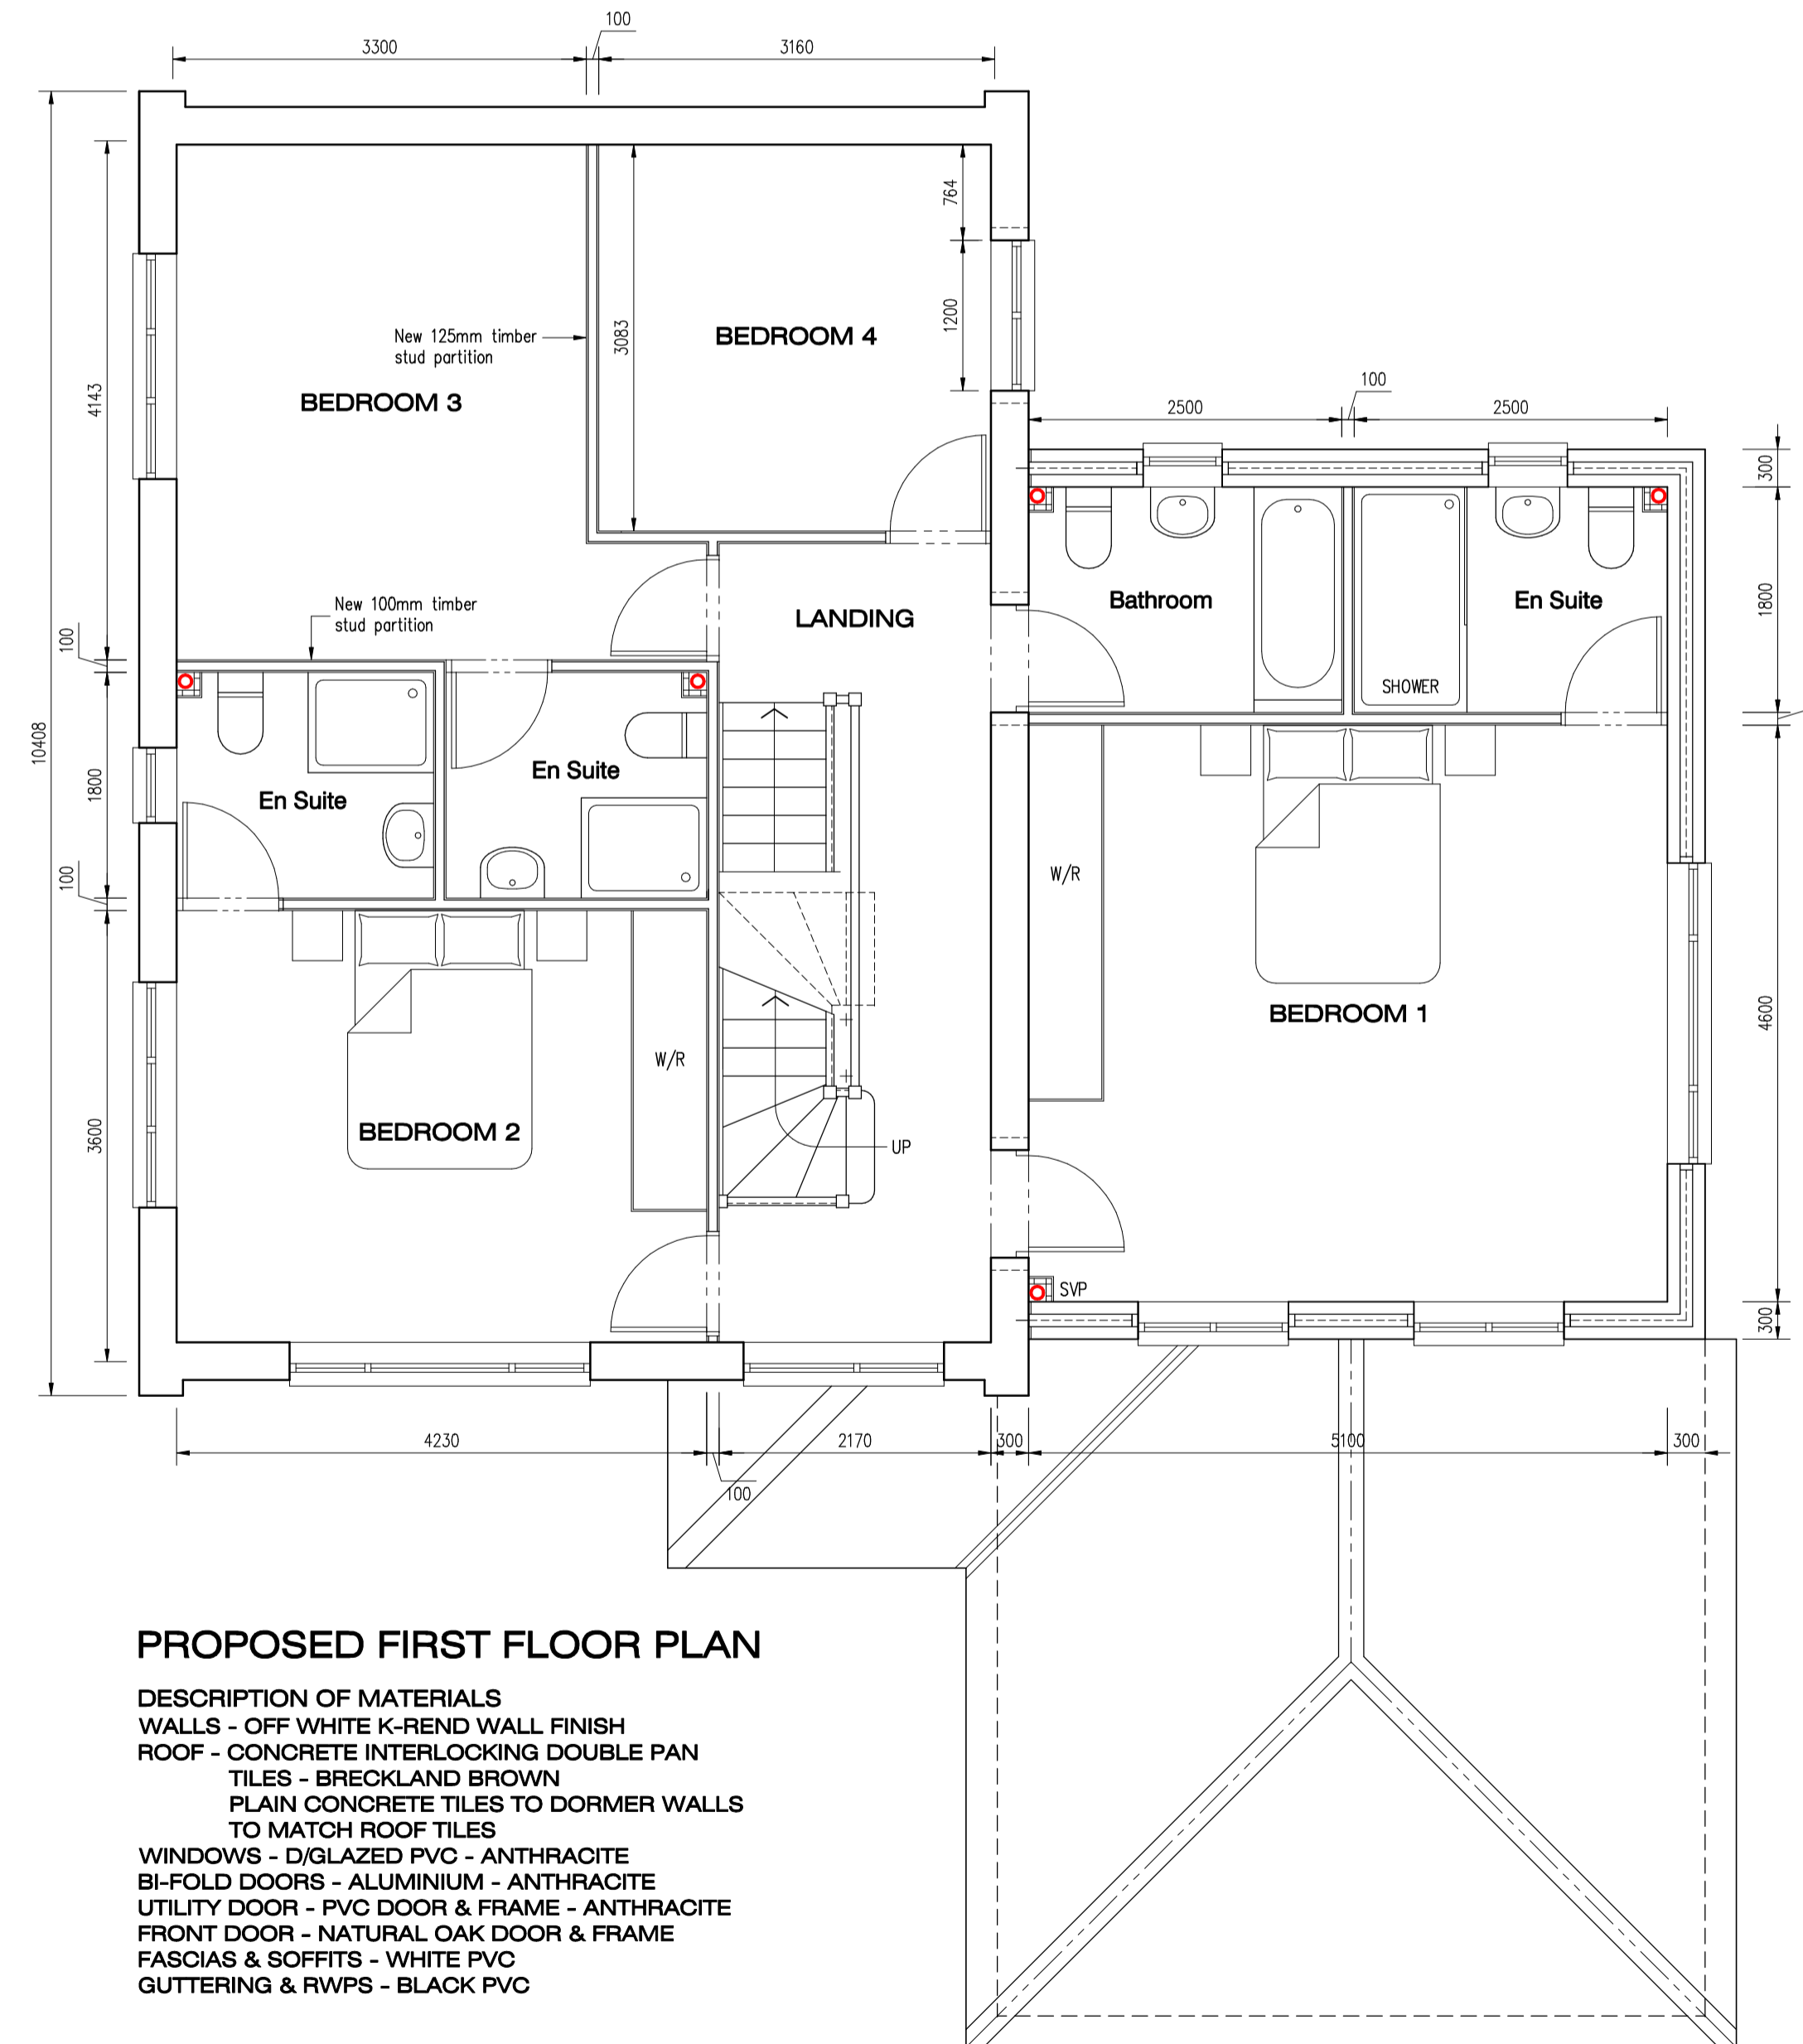 100
3300
3160
764
1200
3083
BEDROOM 4
New 125mm timber
stud partition
BEDROOM 3
4143
100
2500
2500
300
1800
Bathroom
En Suite
SHOWER
LANDING
New 100mm timber
stud partition
100
10408
1800
En Suite
En Suite
100
W/R
BEDROOM 1
4600
W/R
BEDROOM 2
3600
UP
SVP
300
4230
2170
300
5100
300
100
PROPOSED FIRST FLOOR PLAN
DESCRIPTION OF MATERIALS
WALLS - OFF WHITE K-REND WALL FINISH
ROOF - CONCRETE INTERLOCKING DOUBLE PAN
TILES - BRECKLAND BROWN
PLAIN CONCRETE TILES TO DORMER WALLS
TO MATCH ROOF TILES
WINDOWS - D/GLAZED PVC - ANTHRACITE
BI-FOLD DOORS - ALUMINIUM - ANTHRACITE
UTILITY DOOR - PVC DOOR & FRAME - ANTHRACITE
FRONT DOOR - NATURAL OAK DOOR & FRAME
FASCIAS & SOFFITS - WHITE PVC
GUTTERING & RWPS - BLACK PVC